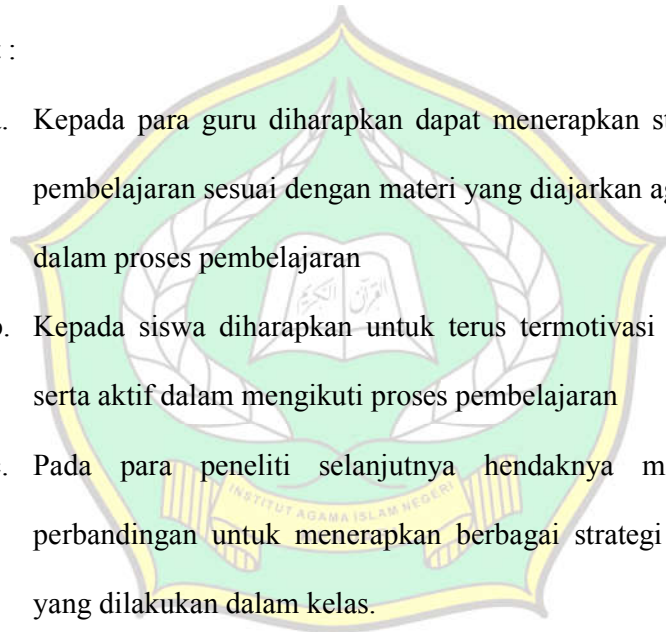 :
Kepada para guru diharapkan dapat menerapkan
pembelajaran sesuai dengan materi yang diajarkan
dalam proses pembelajaran
Kepada siswa diharapkan untuk terus termotivasi
serta aktif dalam mengikuti proses pembelajaran
Pada para peneliti selanjutnya hendaknya
perbandingan untuk menerapkan berbagai strategi
yang dilakukan dalam kelas.
القرآن الكريم
INSTITUT AGAMA ISLAM NEGERI